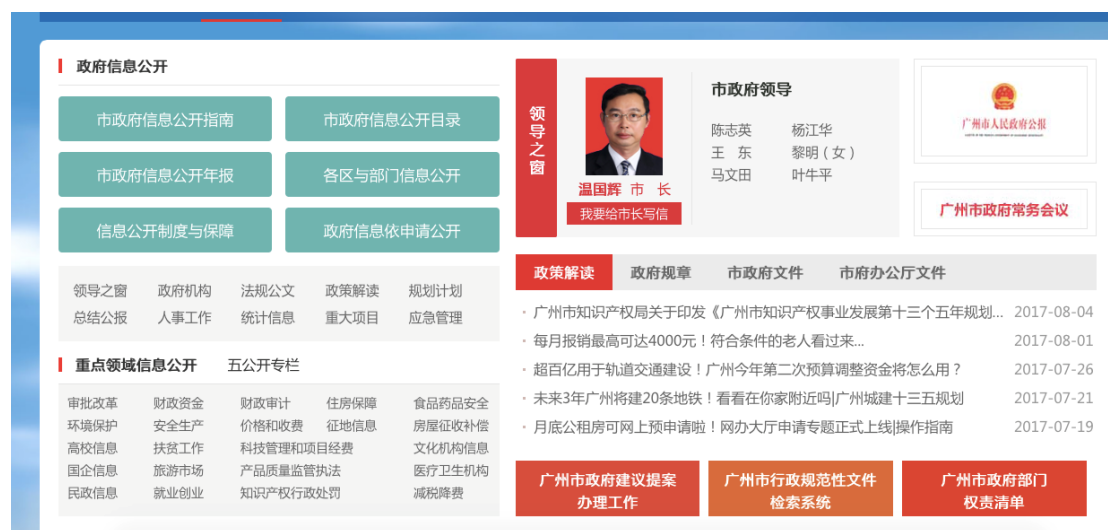 政府信息公开
市政府信息公开指南
市政府信息公开目录
市政府信息公开年报
各区与部门信息公开
信息公开制度与保障
政府信息依申请公开
领导之窗 政府机构 法规公文 政策解读 规划计划
总结公报 人事工作 统计信息 重大项目 应急管理
重点领域信息公开 五公开专栏
审批改革 财政资金 财政审计 住房保障 食品药品安全
环境保护 安全生产 价格和收费 征地信息 房屋征收补偿
高校信息 扶贫工作 科技管理和项目经费 文化机构信息
国企信息 旅游市场 产品质量监管执法 医疗卫生机构
民政信息 就业创业 知识产权行政处罚 减税降费
领导之窗
温国辉 市 长
我要给市长写信
市政府领导
陈志英 杨江华
王 东 黎明(女)
马文田 叶牛平
广州市人民政府公报
广州市政府常务会议
政策解读 政府规章 市政府文件 市府办公厅文件
· 广州市知识产权局关于印发《广州市知识产权事业发展第十三个五年规划... 2017-08-04
· 每月报销最高可达4000元！符合条件的老人看过来... 2017-08-01
· 超百亿用于轨道交通建设！广州今年第二次预算调整资金将怎么用？ 2017-07-26
· 未来3年广州将建20条地铁！看看在你家附近吗|广州城建十三五规划 2017-07-21
· 月底公租房可网上预申请啦！网办大厅申请专题正式上线|操作指南 2017-07-19
广州市政府建议提案
办理工作
广州市行政规范性文件
检索系统
广州市政府部门
权责清单